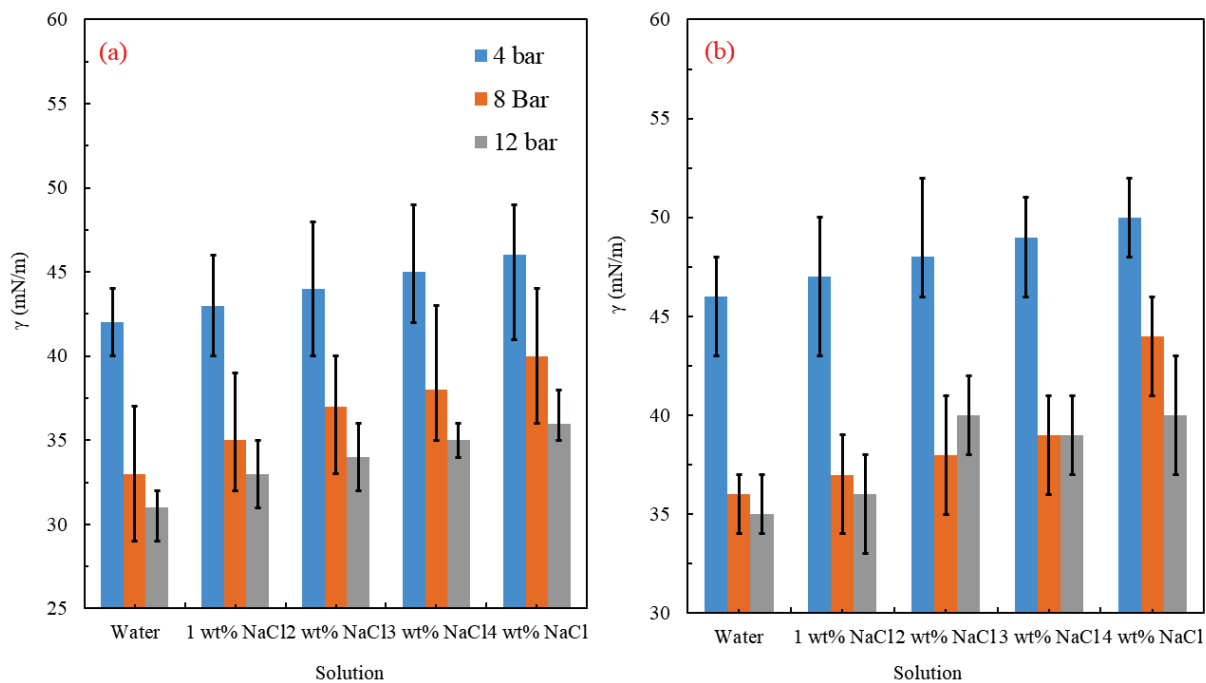 (a)
4 bar
8 Bar
12 bar
60
55
50
45
40
35
30
25
γ (mN/m)
Water 1 wt% NaCl2 wt% NaCl3 wt% NaCl4 wt% NaCl
Solution
(b)
60
55
50
45
40
35
30
γ (mN/m)
Water 1 wt% NaCl2 wt% NaCl3 wt% NaCl4 wt% NaCl
Solution